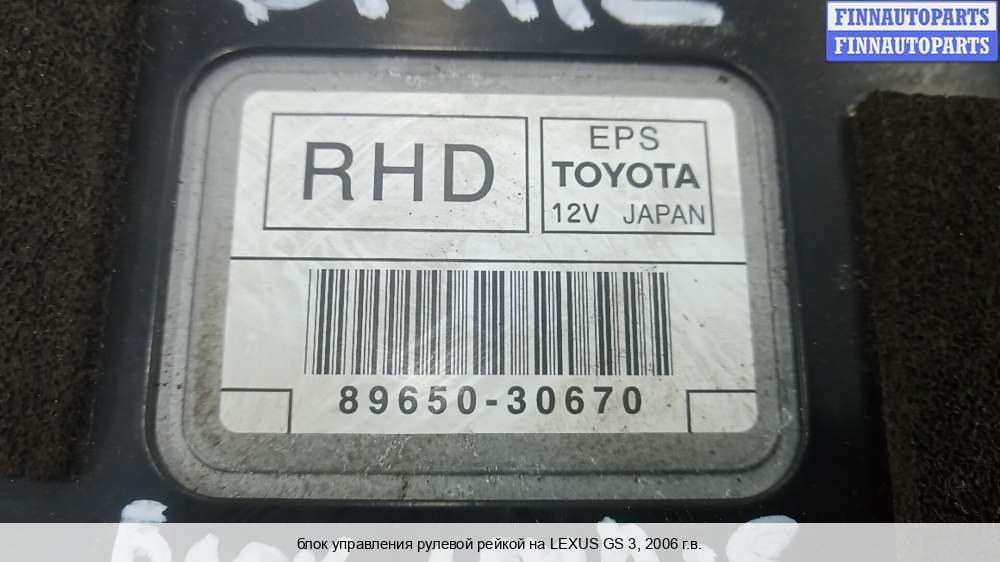 FINNAUTOPARTS
FINNAUTOPARTS
RHD
EPS
TOYOTA
12V JAPAN
89650-30670
блок управления рулевой рейкой на LEXUS GS 3, 2006 г.в.